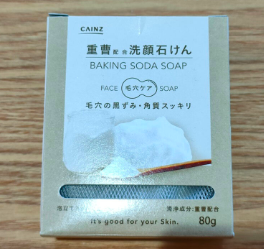 CAINZ
重曹配合洗顔石けん
BAKING SODA SOAP
FACE 毛穴ケア SOAP
毛穴の黒ずみ・角質スッキリ
清浄成分:重曹配合
It's good for your Skin.
80g